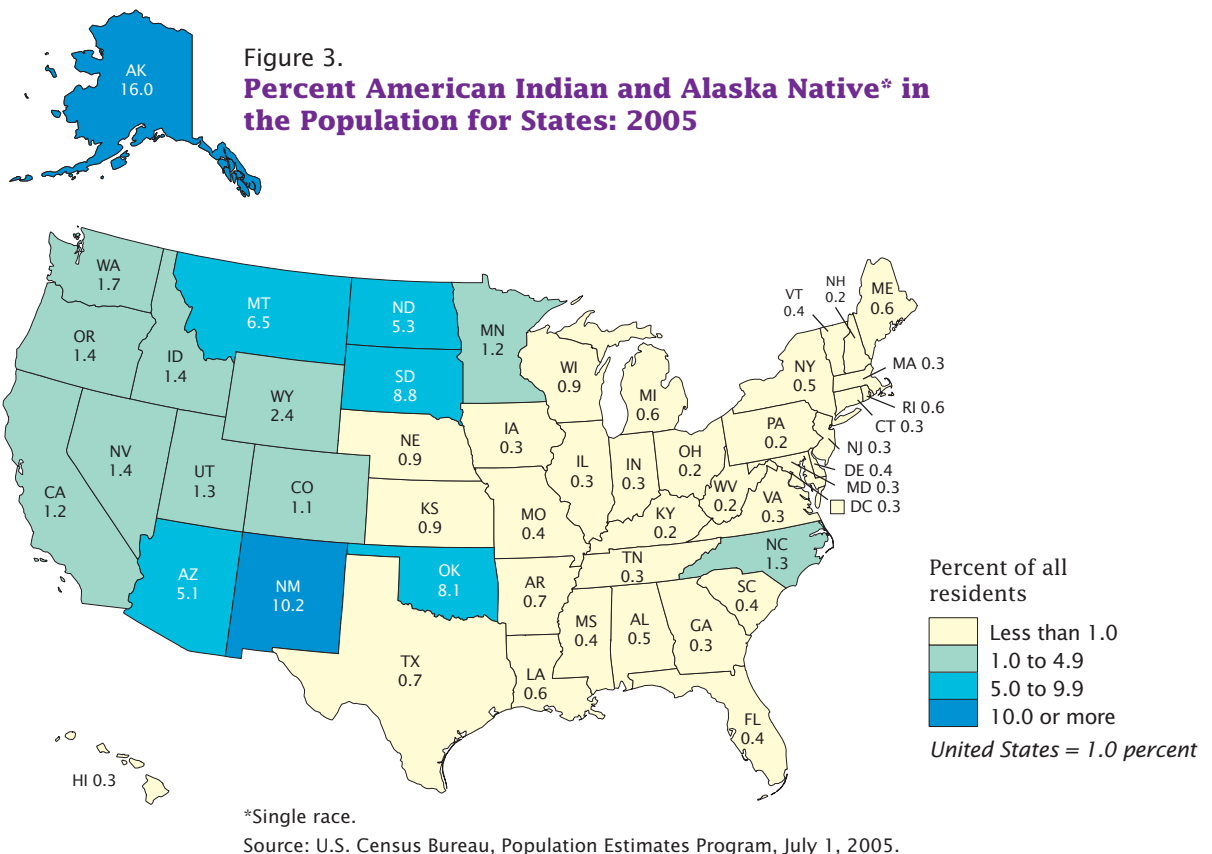 AK
16.0
Figure 3.
Percent American Indian and Alaska Native* in
the Population for States: 2005
WA
1.7
MT
6.5
ND
5.3
MN
1.2
OR
1.4
ID
1.4
WY
2.4
SD
8.8
WI
0.9
MI
0.6
VT
0.4
NH
0.2
ME
0.6
NY
0.5
MA 0.3
RI 0.6
CT 0.3
NJ 0.3
DE 0.4
MD 0.3
DC 0.3
CA
1.2
NV
1.4
UT
1.3
CO
1.1
NE
0.9
KS
0.9
IA
0.3
MO
0.4
IL
0.3
IN
0.3
OH
0.2
PA
0.2
WV
0.2
VA
0.3
KY
0.2
NC
1.3
TN
0.3
SC
0.4
AZ
5.1
NM
10.2
OK
8.1
AR
0.7
MS
0.4
AL
0.5
GA
0.3
TX
0.7
LA
0.6
FL
0.4
HI 0.3
Percent of all
residents
Less than 1.0
1.0 to 4.9
5.0 to 9.9
10.0 or more
United States = 1.0 percent
*Single race.
Source: U.S. Census Bureau, Population Estimates Program, July 1, 2005.